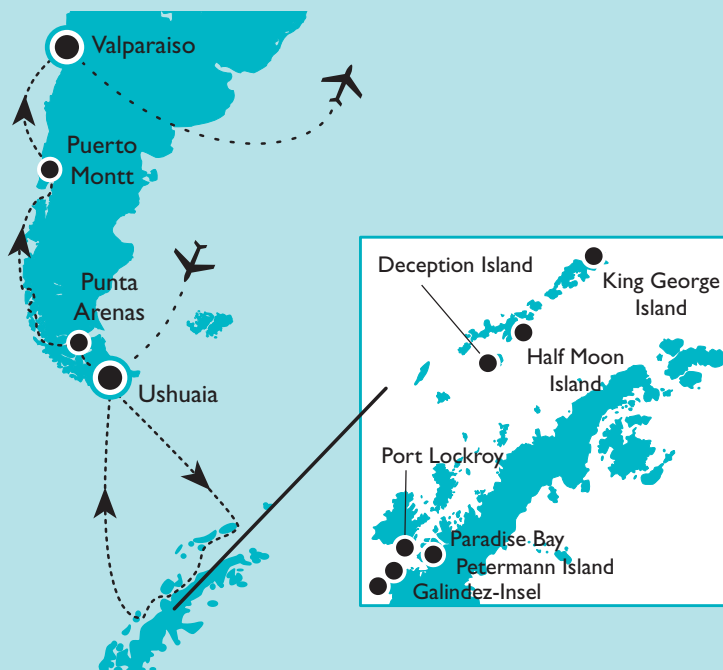 Valparaiso
Puerto
Montt
Punta
Arenas
Ushuaia
Deception Island
King George
Island
Half Moon
Island
Port Lockroy
Paradise Bay
Petermann Island
Galindez-Insel